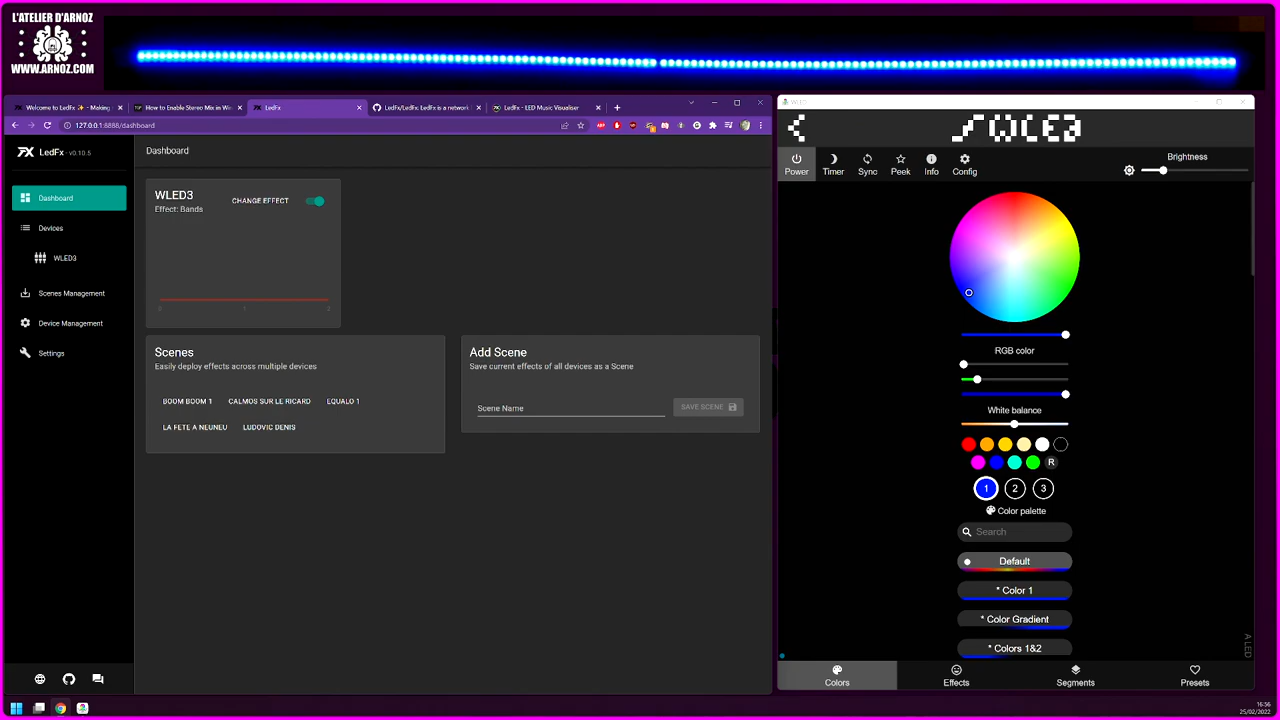 L'ATELIER D'ARNOZ
WWW.ARNOZ.COM
Welcome to LedFx ✨ - Making
How to Enable Stereo Mix in Win
LedFx
LedFx/LedFx: LedFx is a network
LedFx - LED Music Visualiser
127.0.0.1:8888/dashboard
LedFx - v0.10.5
Dashboard
Devices
WLED3
Scenes Management
Device Management
Settings
Dashboard
WLED3
Effect: Bands
CHANGE EFFECT
0 1 2
Scenes
Easily deploy effects across multiple devices
BOOM BOOM 1 CALMOS SUR LE RICARD EQUALO 1
LA FETE A NEUNEU LUDOVIC DENIS
Add Scene
Save current effects of all devices as a Scene
Scene Name
SAVE SCENE
WLED
Power Timer Sync Peek Info Config
Brightness
RGB color
White balance
R
1 2 3
Color palette
Search
Default
* Color 1
* Color Gradient
* Colors 1&2
Colors Effects Segments Presets
16:56
25/02/2022